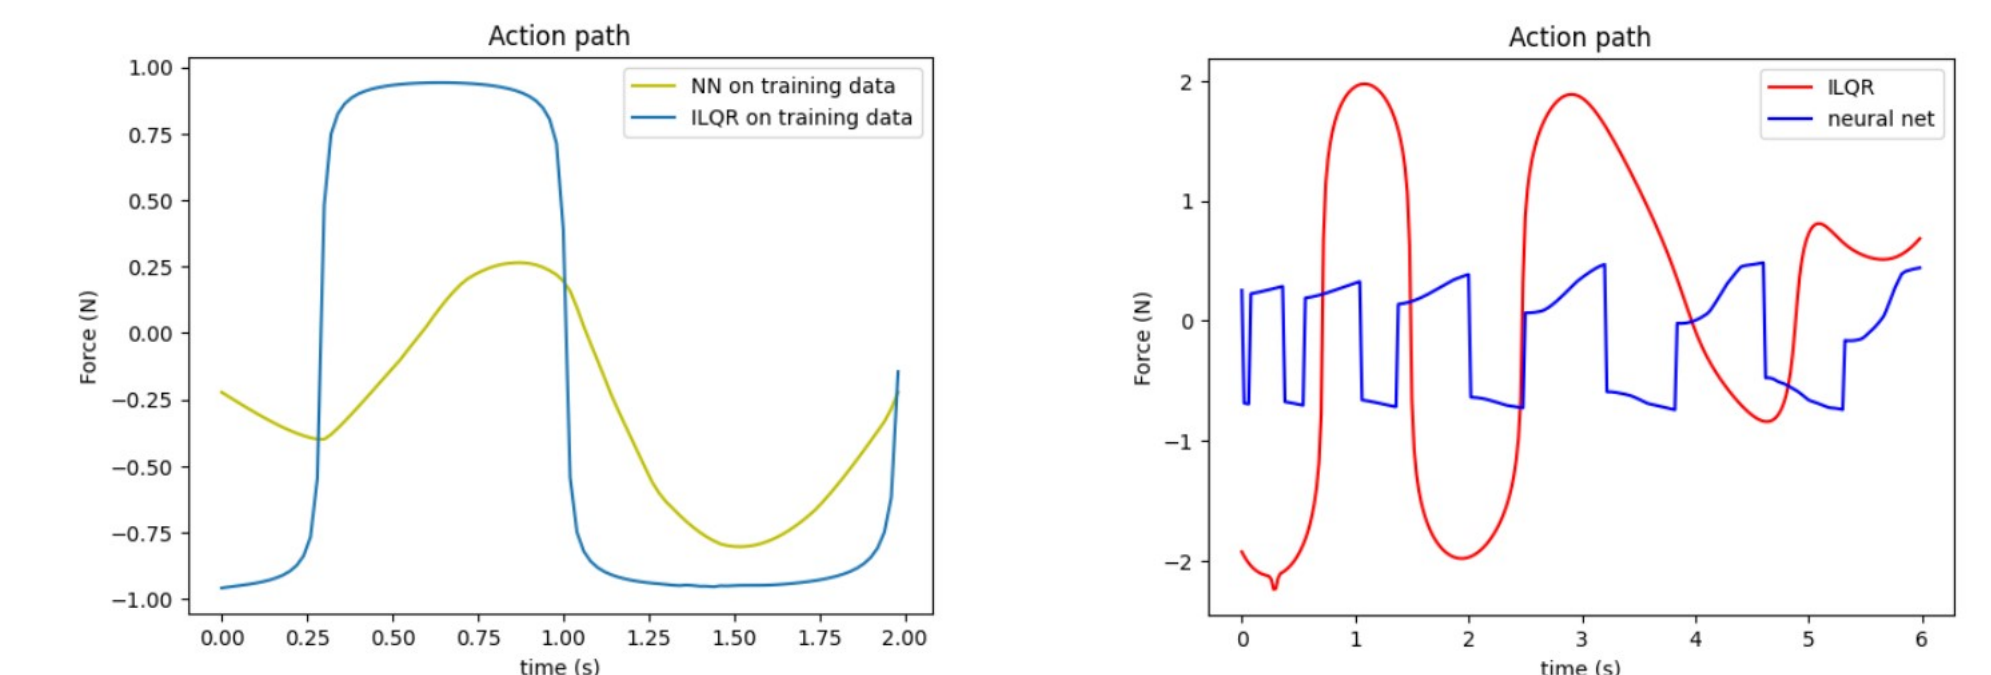 Action path
1.00
0.75
0.50
0.25
0.00
−0.25
−0.50
−0.75
−1.00
Force (N)
NN on training data
ILQR on training data
0.00 0.25 0.50 0.75 1.00 1.25 1.50 1.75 2.00
time (s)
Action path
2
1
0
−1
−2
Force (N)
ILQR
neural net
0 1 2 3 4 5 6
time (s)